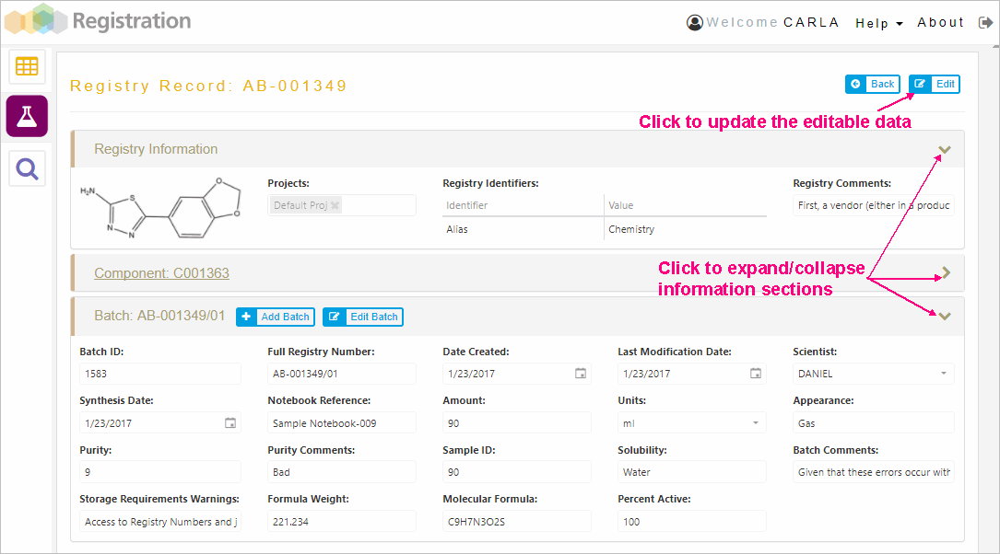 Registration
Welcome CARLA Help About
Registry Record: AB-001349
Back Edit
Click to update the editable data
Registry Information
Projects: Registry Identifiers: Registry Comments:
Default Proj Identifier Value First, a vendor (either in a produc
Alias Chemistry
H₂N S O
N N O
Component: C001363
Click to expand/collapse
information sections
Batch: AB-001349/01 Add Batch Edit Batch
Batch ID: Full Registry Number: Date Created: Last Modification Date: Scientist:
1583 AB-001349/01 1/23/2017 1/23/2017 DANIEL
Synthesis Date: Notebook Reference: Amount: Units: Appearance:
1/23/2017 Sample Notebook-009 90 ml Gas
Purity: Purity Comments: Sample ID: Solubility: Batch Comments:
9 Bad 90 Water Given that these errors occur with
Storage Requirements Warnings: Formula Weight: Molecular Formula: Percent Active:
Access to Registry Numbers and j 221.234 C9H7N3O2S 100